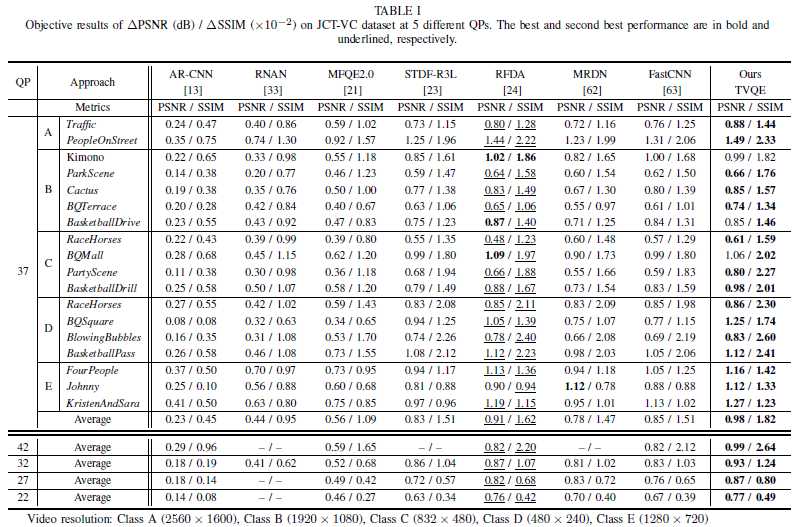 TABLE I
Objective results of △PSNR (dB) / △SSIM (×10−2) on JCT-VC dataset at 5 different QPs. The best and second best performance are in bold and
underlined, respectively.
QP Approach AR-CNN RNAN MFQE2.0 STDF-R3L RFDA MRDN FastCNN Ours
[13] [33] [21] [23] [24] [62] [63] TVQE
Metrics PSNR / SSIM PSNR / SSIM PSNR / SSIM PSNR / SSIM PSNR / SSIM PSNR / SSIM PSNR / SSIM PSNR / SSIM
37 A Traffic 0.24 / 0.47 0.40 / 0.86 0.59 / 1.02 0.73 / 1.15 0.80 / 1.28 0.72 / 1.16 0.76 / 1.25 0.88 / 1.44
PeopleOnStreet 0.35 / 0.75 0.74 / 1.30 0.92 / 1.57 1.25 / 1.96 1.44 / 2.22 1.23 / 1.99 1.31 / 2.06 1.49 / 2.33
B Kimono 0.22 / 0.65 0.33 / 0.98 0.55 / 1.18 0.85 / 1.61 1.02 / 1.86 0.82 / 1.65 1.00 / 1.68 0.99 / 1.82
ParkScene 0.14 / 0.38 0.20 / 0.77 0.46 / 1.23 0.59 / 1.47 0.64 / 1.58 0.60 / 1.54 0.62 / 1.50 0.66 / 1.76
Cactus 0.19 / 0.38 0.35 / 0.76 0.50 / 1.00 0.77 / 1.38 0.83 / 1.49 0.67 / 1.30 0.80 / 1.39 0.85 / 1.57
BQTerrace 0.20 / 0.28 0.42 / 0.84 0.40 / 0.67 0.63 / 1.06 0.65 / 1.06 0.55 / 0.97 0.61 / 1.01 0.74 / 1.34
BasketballDrive 0.23 / 0.55 0.43 / 0.92 0.47 / 0.83 0.75 / 1.23 0.87 / 1.40 0.71 / 1.25 0.84 / 1.31 0.85 / 1.46
C RaceHorses 0.22 / 0.43 0.39 / 0.99 0.39 / 0.80 0.55 / 1.35 0.48 / 1.23 0.60 / 1.48 0.57 / 1.29 0.61 / 1.59
BQMall 0.28 / 0.68 0.45 / 1.15 0.62 / 1.20 0.99 / 1.80 1.09 / 1.97 0.90 / 1.73 0.99 / 1.80 1.06 / 2.02
PartyScene 0.11 / 0.38 0.30 / 0.98 0.36 / 1.18 0.68 / 1.94 0.66 / 1.88 0.55 / 1.66 0.59 / 1.83 0.80 / 2.27
BasketballDrill 0.25 / 0.58 0.50 / 1.07 0.58 / 1.20 0.79 / 1.49 0.88 / 1.67 0.73 / 1.54 0.83 / 1.59 0.98 / 2.01
D RaceHorses 0.27 / 0.55 0.42 / 1.02 0.59 / 1.43 0.83 / 2.08 0.85 / 2.11 0.83 / 2.09 0.85 / 1.98 0.86 / 2.30
BQSquare 0.08 / 0.08 0.32 / 0.63 0.34 / 0.65 0.94 / 1.25 1.05 / 1.39 0.75 / 1.07 0.77 / 1.15 1.25 / 1.74
BlowingBubbles 0.16 / 0.35 0.31 / 1.08 0.53 / 1.70 0.74 / 2.26 0.78 / 2.40 0.66 / 2.08 0.69 / 2.19 0.83 / 2.60
BasketballPass 0.26 / 0.58 0.46 / 1.08 0.73 / 1.55 1.08 / 2.12 1.12 / 2.23 0.98 / 2.03 1.05 / 2.06 1.12 / 2.41
E FourPeople 0.37 / 0.50 0.70 / 0.97 0.73 / 0.95 0.94 / 1.17 1.13 / 1.36 0.94 / 1.18 1.05 / 1.25 1.16 / 1.42
Johnny 0.25 / 0.10 0.56 / 0.88 0.60 / 0.68 0.81 / 0.88 0.90 / 0.94 1.12 / 0.78 0.88 / 0.88 1.12 / 1.33
KristenAndSara 0.41 / 0.50 0.63 / 0.80 0.75 / 0.85 0.97 / 0.96 1.19 / 1.15 0.95 / 1.01 1.13 / 1.02 1.27 / 1.23
Average 0.23 / 0.45 0.44 / 0.95 0.56 / 1.09 0.83 / 1.51 0.91 / 1.62 0.78 / 1.47 0.85 / 1.51 0.98 / 1.82
42 Average 0.29 / 0.96 – / – 0.59 / 1.65 – / – 0.82 / 2.20 – / – 0.82 / 2.12 0.99 / 2.64
32 Average 0.18 / 0.19 0.41 / 0.62 0.52 / 0.68 0.86 / 1.04 0.87 / 1.07 0.81 / 1.02 0.83 / 1.03 0.93 / 1.24
27 Average 0.18 / 0.14 – / – 0.49 / 0.42 0.72 / 0.57 0.82 / 0.68 0.83 / 0.72 0.76 / 0.65 0.87 / 0.80
22 Average 0.14 / 0.08 – / – 0.46 / 0.27 0.63 / 0.34 0.76 / 0.42 0.70 / 0.40 0.67 / 0.39 0.77 / 0.49
Video resolution: Class A (2560 × 1600), Class B (1920 × 1080), Class C (832 × 480), Class D (480 × 240), Class E (1280 × 720)